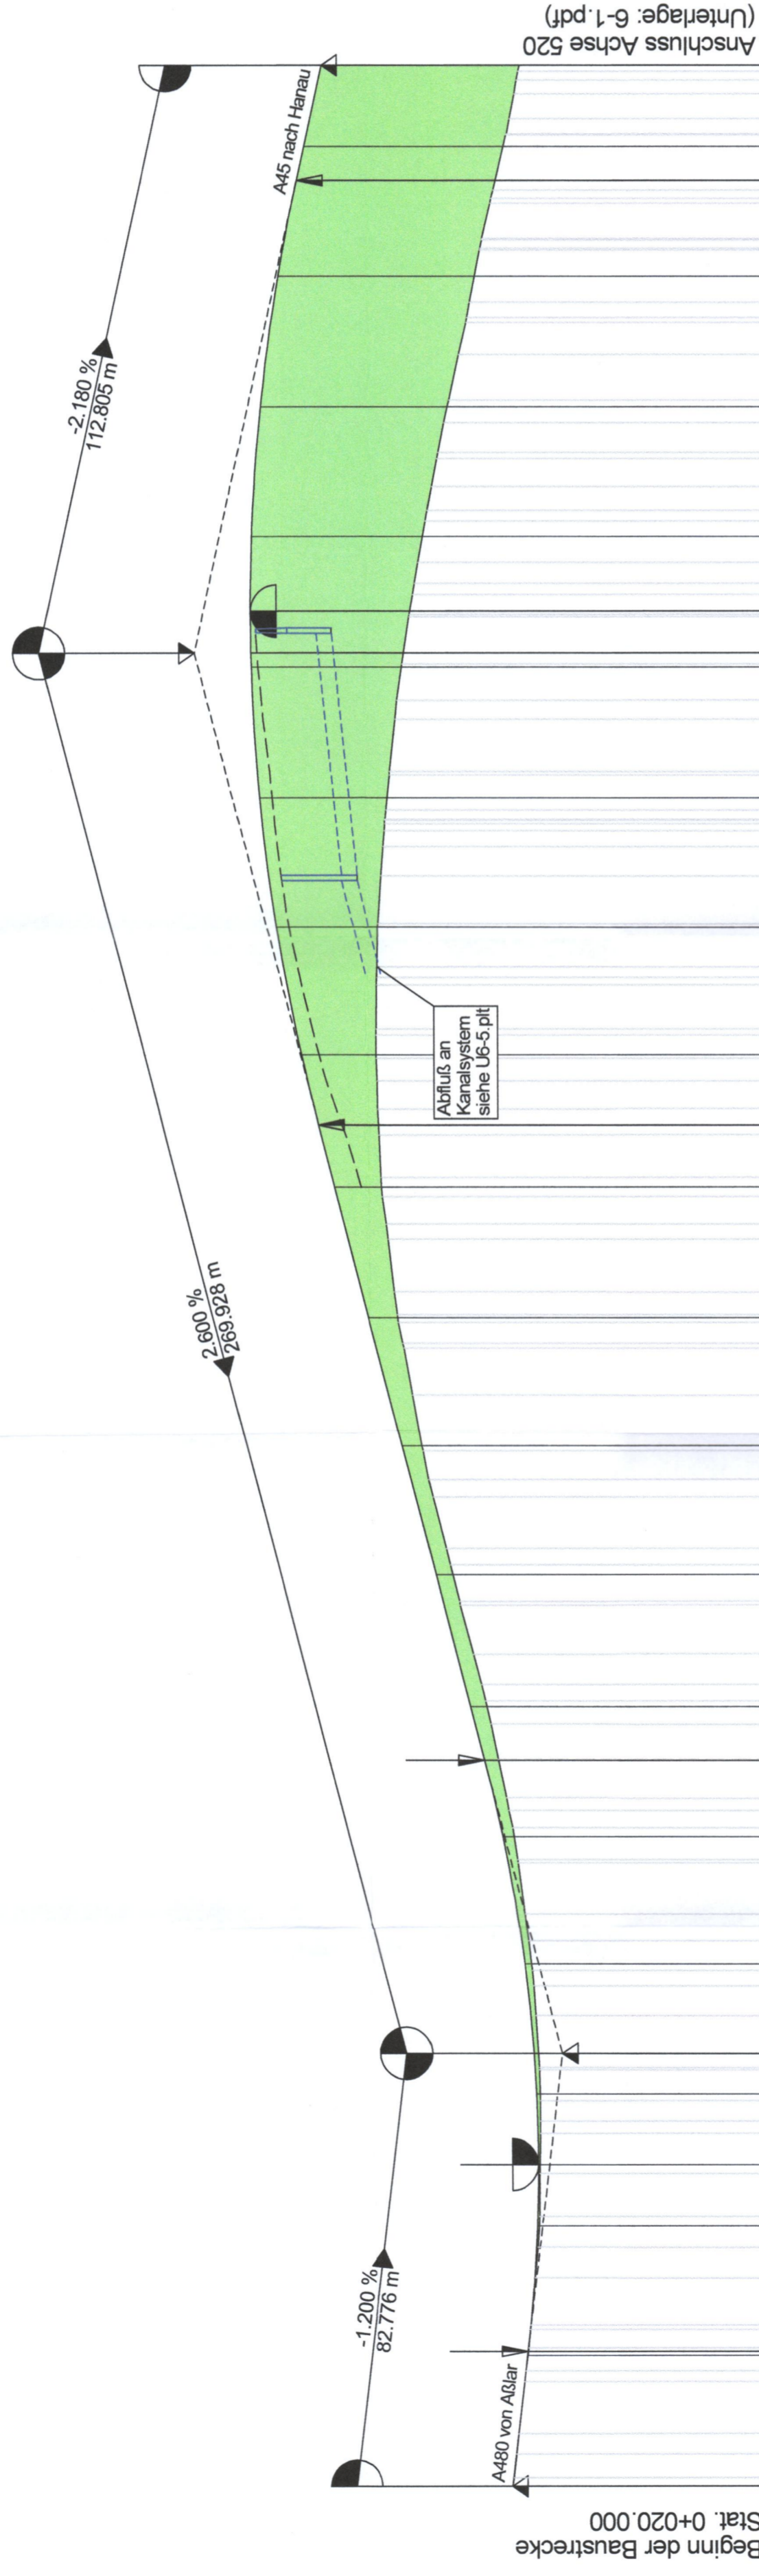 Anschluss Achse 520
(Unterlage: 6-1.pdf)
A45 nach Hanau
-2.180 %
112.805 m
Abfluß an
Kanalsystem
siehe U6-5.plt
2.600 %
269.928 m
-1.200 %
82.776 m
A480 von Aßlar
Beginn der Baustrecke
Stat. 0+020.000